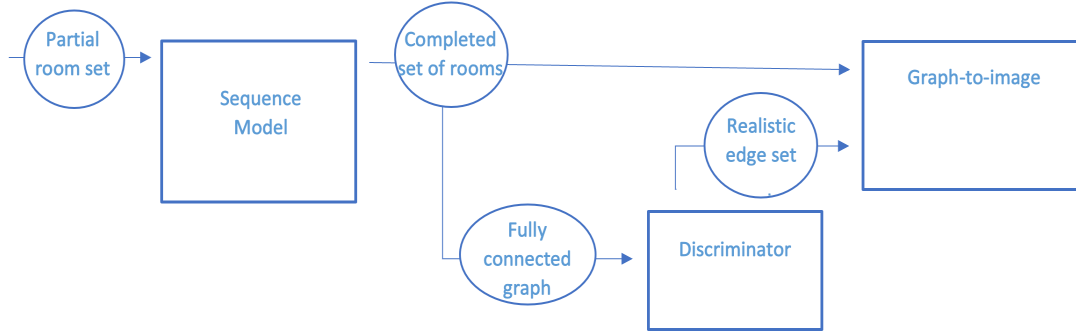 Partial
room set
Sequence
Model
Completed
set of rooms
Graph-to-image
Realistic
edge set
Fully
connected
graph
Discriminator